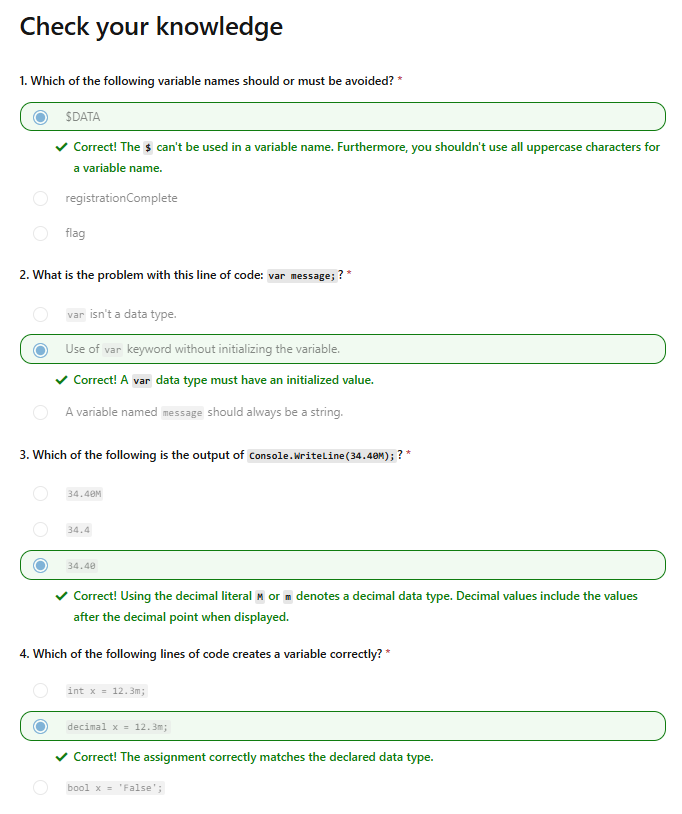 Check your knowledge
1. Which of the following variable names should or must be avoided? *
$DATA
Correct! The $ can't be used in a variable name. Furthermore, you shouldn't use all uppercase characters for
a variable name.
registrationComplete
flag
2. What is the problem with this line of code: var message;? *
var isn't a data type.
Use of var keyword without initializing the variable.
Correct! A var data type must have an initialized value.
A variable named message should always be a string.
3. Which of the following is the output of Console.WriteLine(34.40M);? *
34.40M
34.4
34.40
Correct! Using the decimal literal M or m denotes a decimal data type. Decimal values include the values
after the decimal point when displayed.
4. Which of the following lines of code creates a variable correctly? *
int x = 12.3m;
decimal x = 12.3m;
Correct! The assignment correctly matches the declared data type.
bool x = 'False';